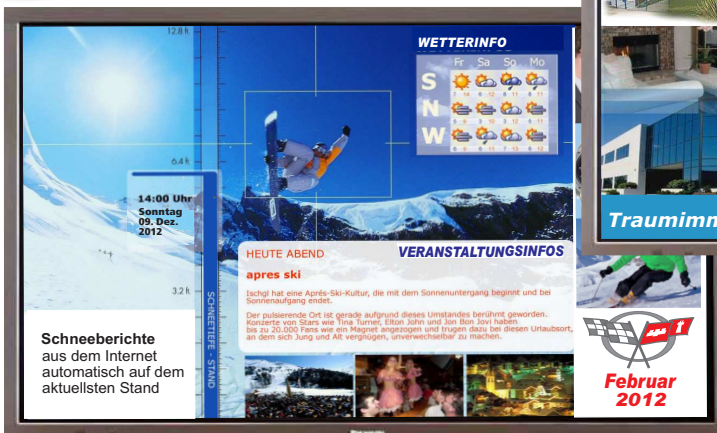 12.8 h
WETTERINFO
Fr Sa So Mo
S
N
W
6.4 h
14:00 Uhr
Sonntag
09. Dez.
2012
3.2 h
SCHNEETIEFE - STAND
HEUTE ABEND
VERANSTALTUNGSINFOS
apres ski
Ischgl hat eine Aprés-Ski-Kultur, die mit dem Sonnenuntergang beginnt und bei
Sonnenaufgang endet.
Der pulsierende Ort ist gerade aufgrund dieses Umstandes berühmt geworden.
Konzerte von Stars wie Tina Turner, Elton John und Jon Bon Jovi haben
bis zu 20.000 Fans wie ein Magnet angezogen und trugen dazu bei diesen Urlaubsort,
an dem sich Jung und Alt vergnügen, unverwechselbar zu machen.
Schneeberichte
aus dem Internet
automatisch auf dem
aktuellsten Stand
Traumimm
Februar
2012